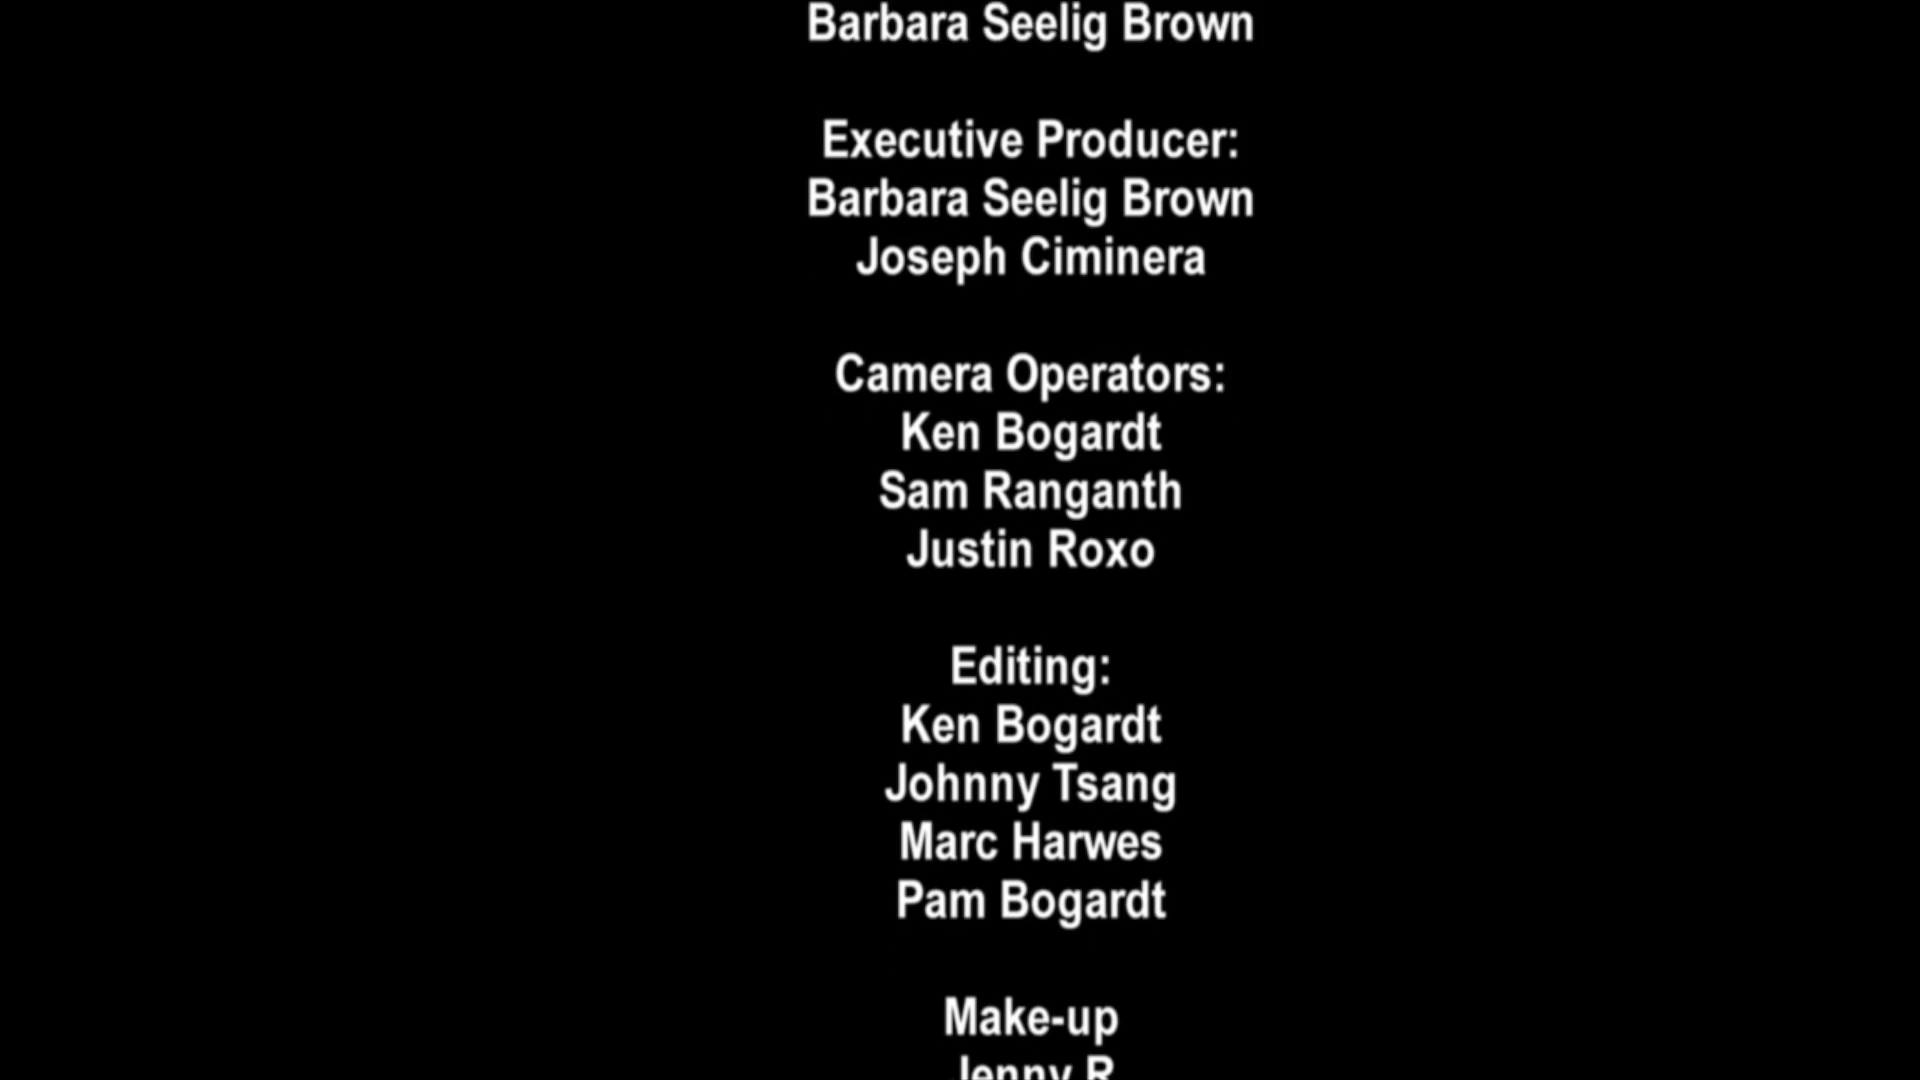 Barbara Seelig Brown
Executive Producer:
Barbara Seelig Brown
Joseph Ciminera
Camera Operators:
Ken Bogardt
Sam Ranganth
Justin Roxo
Editing:
Ken Bogardt
Johnny Tsang
Marc Harwes
Pam Bogardt
Make-up
Jenny R